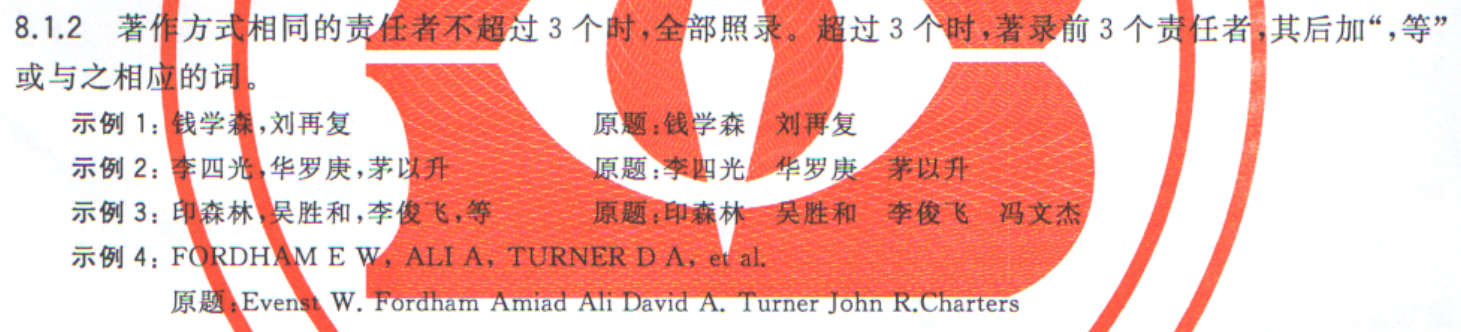 8.1.2 著作方式相同的责任者不超过 3 个时,全部照录。超过 3 个时,著录前 3 个责任者,其后加“,等”
或与之相应的词。
示例 1: 钱学森,刘再复 原题:钱学森 刘再复
示例 2: 李四光,华罗庚,茅以升 原题:李四光 华罗庚 茅以升
示例 3: 印森林,吴胜和,李俊飞,等 原题:印森林 吴胜和 李俊飞 冯文杰
示例 4: FORDHAM E W, ALI A, TURNER D A, et al.
原题:Evenst W. Fordham Amiad Ali David A. Turner John R.Charters